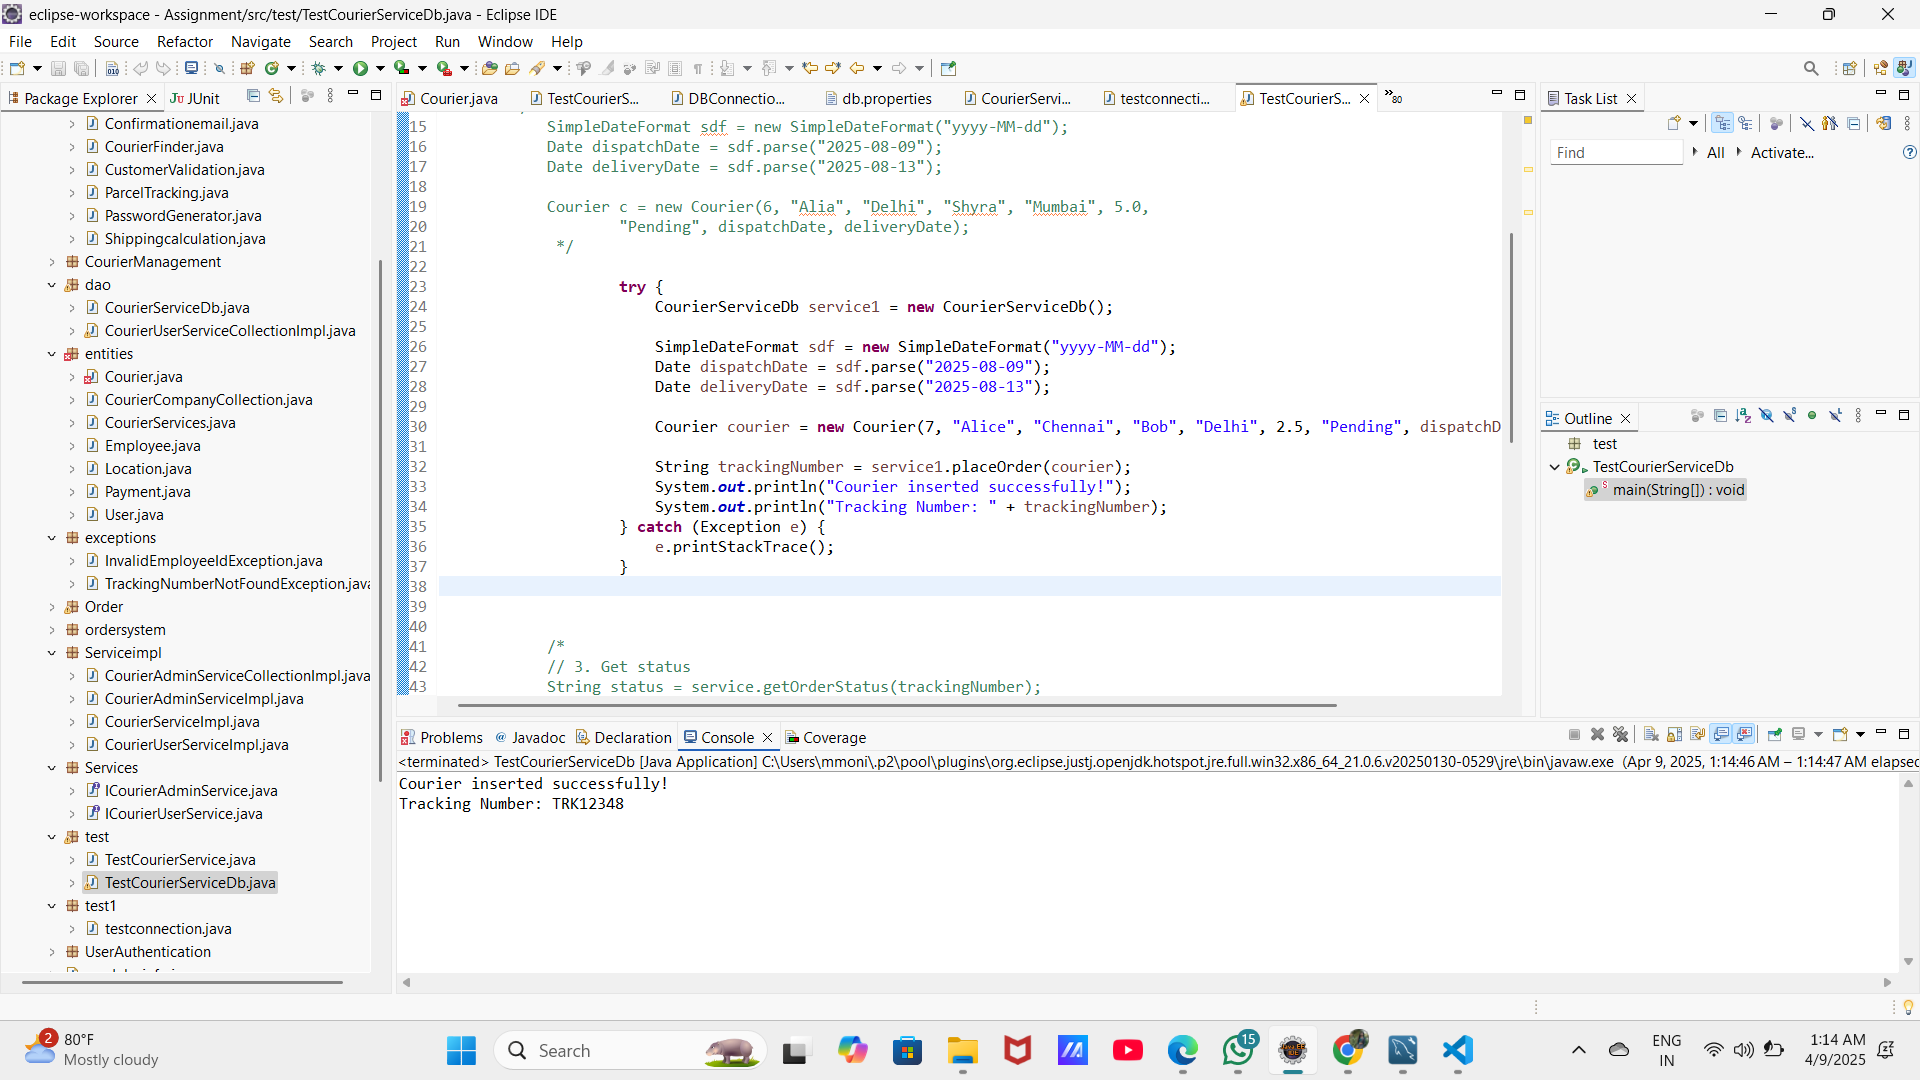 eclipse-workspace - Assignment/src/test/TestCourierServiceDb.java - Eclipse IDE
File Edit Source Refactor Navigate Search Project Run Window Help
Package Explorer
JUnit
Confirmationemail.java
CourierFinder.java
CustomerValidation.java
ParcelTracking.java
PasswordGenerator.java
Shippingcalculation.java
CourierManagement
dao
CourierServiceDb.java
CourierUserServiceCollectionImpl.java
entities
Courier.java
CourierCompanyCollection.java
CourierServices.java
Employee.java
Location.java
Payment.java
User.java
exceptions
InvalidEmployeeIdException.java
TrackingNumberNotFoundException.java
Order
ordersystem
Serviceimpl
CourierAdminServiceCollectionImpl.java
CourierAdminServiceImpl.java
CourierServiceImpl.java
CourierUserServiceImpl.java
Services
ICourierAdminService.java
ICourierUserService.java
test
TestCourierService.java
TestCourierServiceDb.java
test1
testconnection.java
UserAuthentication
Courier.java
TestCourierS...
DBConnectio...
db.properties
CourierServi...
testconnecti...
TestCourierS...
»80
15 SimpleDateFormat sdf = new SimpleDateFormat("yyyy-MM-dd");
16 Date dispatchDate = sdf.parse("2025-08-09");
17 Date deliveryDate = sdf.parse("2025-08-13");
18
19 Courier c = new Courier(6, "Alia", "Delhi", "Shyra", "Mumbai", 5.0,
20 "Pending", dispatchDate, deliveryDate);
21 */
22
23 try {
24 CourierServiceDb service1 = new CourierServiceDb();
25
26 SimpleDateFormat sdf = new SimpleDateFormat("yyyy-MM-dd");
27 Date dispatchDate = sdf.parse("2025-08-09");
28 Date deliveryDate = sdf.parse("2025-08-13");
29
30 Courier courier = new Courier(7, "Alice", "Chennai", "Bob", "Delhi", 2.5, "Pending", dispatchD
31
32 String trackingNumber = service1.placeOrder(courier);
33 System.out.println("Courier inserted successfully!");
34 System.out.println("Tracking Number: " + trackingNumber);
35 } catch (Exception e) {
36 e.printStackTrace();
37 }
38
39
40
41 /*
42 // 3. Get status
43 String status = service.getOrderStatus(trackingNumber);
Task List
Find
All
Activate...
Outline
test
TestCourierServiceDb
main(String[]) : void
Problems
@ Javadoc
Declaration
Console
Coverage
<terminated> TestCourierServiceDb [Java Application] C:\Users\mmoni\.p2\pool\plugins\org.eclipse.justj.openjdk.hotspot.jre.full.win32.x86_64_21.0.6.v20250130-0529\jre\bin\javaw.exe (Apr 9, 2025, 1:14:46 AM – 1:14:47 AM elapsed
Courier inserted successfully!
Tracking Number: TRK12348
2
80°F
Mostly cloudy
Search
15
ENG
IN
1:14 AM
4/9/2025